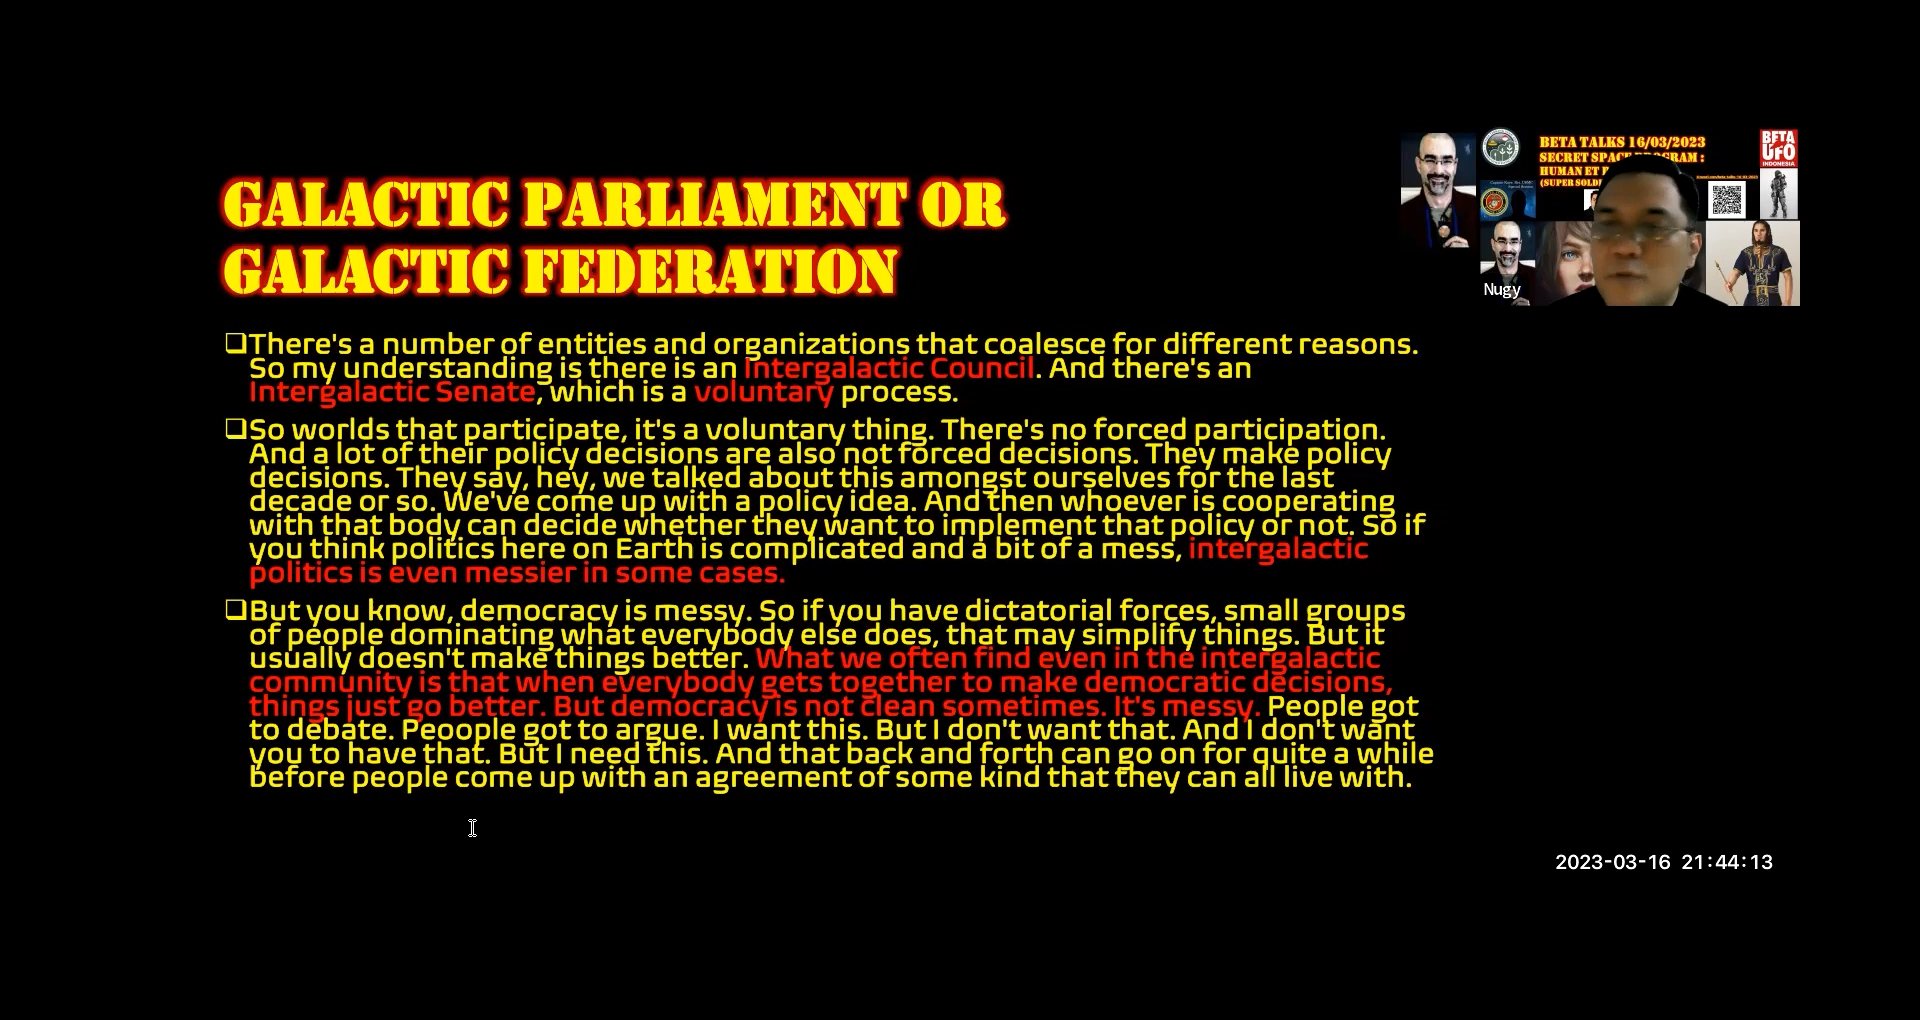 GALACTIC PARLIAMENT OR
GALACTIC FEDERATION
There's a number of entities and organizations that coalesce for different reasons.
So my understanding is there is an Intergalactic Council. And there's an
Intergalactic Senate, which is a voluntary process.
So worlds that participate, it's a voluntary thing. There's no forced participation.
And a lot of their policy decisions are also not forced decisions. They make policy
decisions. They say, hey, we talked about this amongst ourselves for the last
decade or so. We've come up with a policy idea. And then whoever is cooperating
with that body can decide whether they want to implement that policy or not. So if
you think politics here on Earth is complicated and a bit of a mess, intergalactic
politics is even messier in some cases.
But you know, democracy is messy. So if you have dictatorial forces, small groups
of people dominating what everybody else does, that may simplify things. But it
usually doesn't make things better. What we often find even in the intergalactic
community is that when everybody gets together to make democratic decisions,
things just go better. But democracy is not clean sometimes. It's messy. People got
to debate. Peoople got to argue. I want this. But I don't want that. And I don't want
you to have that. But I need this. And that back and forth can go on for quite a while
before people come up with an agreement of some kind that they can all live with.
BETA TALKS 16/03/2023
SECRET SPACE PROGRAM :
HUMAN ET
(SUPER
BETA
UFO
INDONESIA
Nugy
2023-03-16 21:44:13